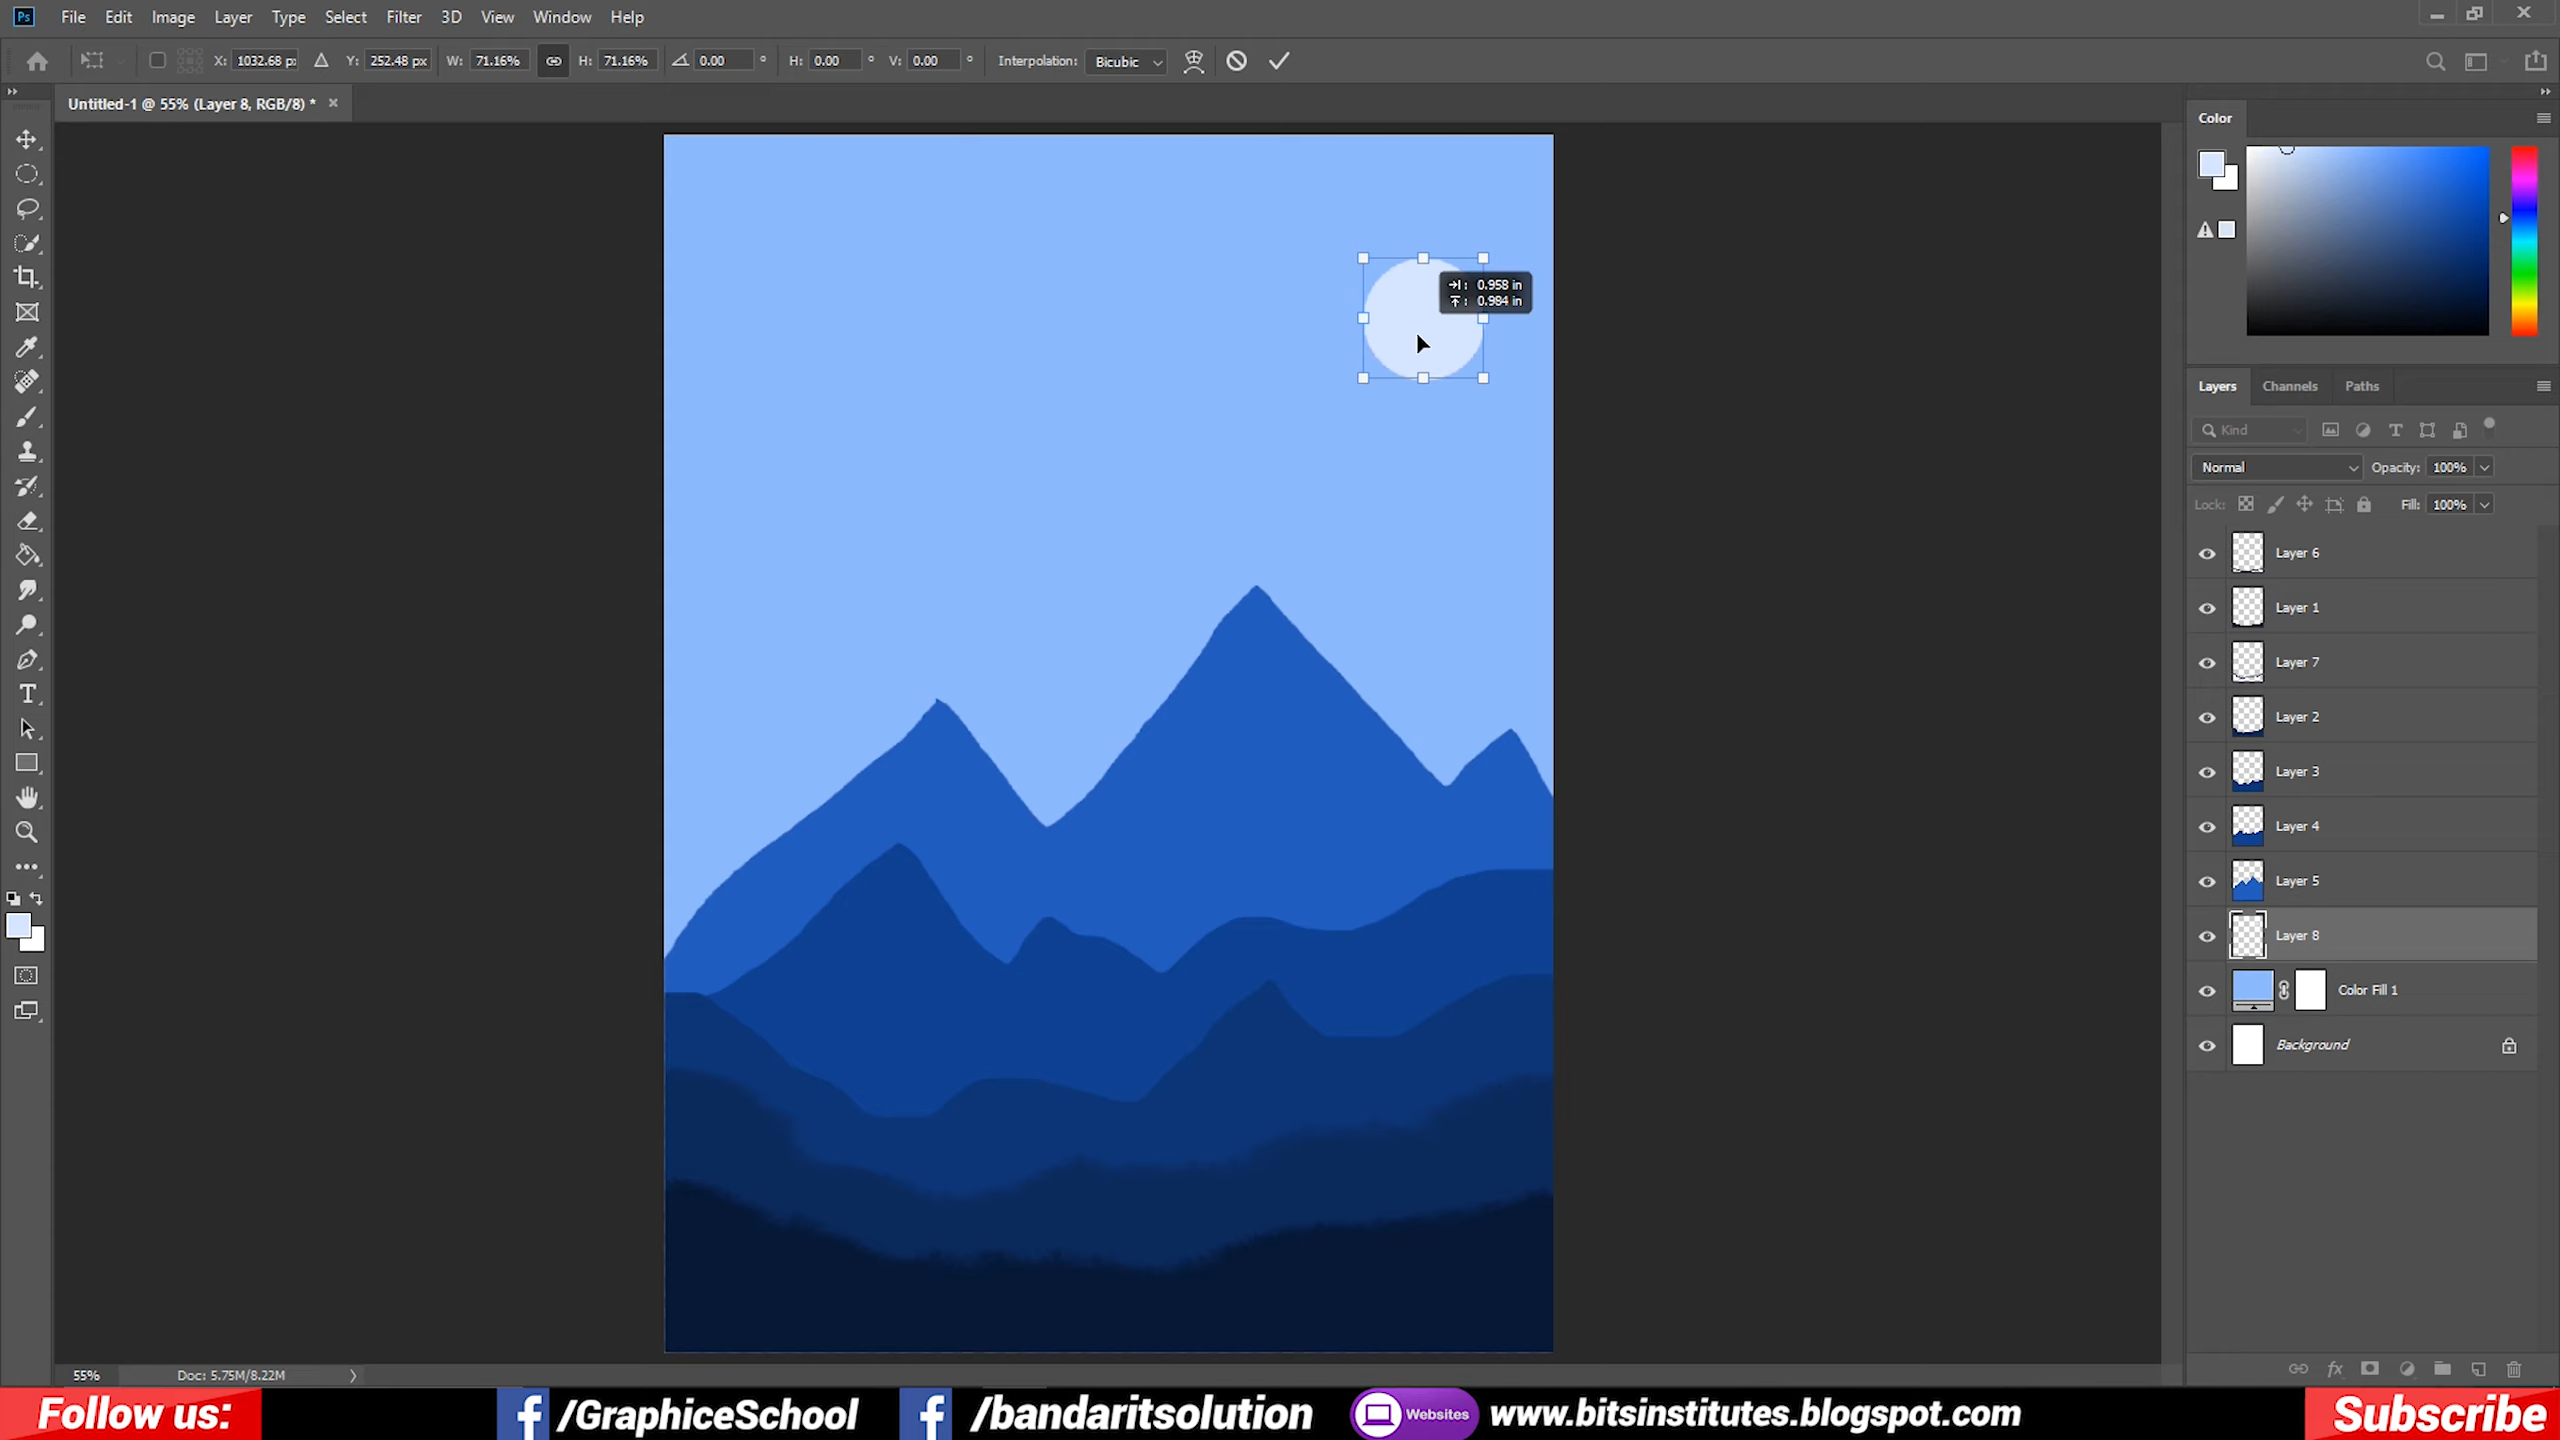 Ps File Edit Image Layer Type Select Filter 3D View Window Help
X: 1032.68 p Y: 252.48 px W: 71.16% H: 71.16% 0.00 ° H: 0.00 ° V: 0.00 ° Interpolation: Bicubic
Untitled-1 @ 55% (Layer 8, RGB/8) * ×
Color
0.958 in
0.984 in
Layers Channels Paths
Kind
Normal Opacity: 100%
Lock: Fill: 100%
Layer 6
Layer 1
Layer 7
Layer 2
Layer 3
Layer 4
Layer 5
Layer 8
Color Fill 1
Background
55% Doc: 5.75M/8.22M
Follow us: /GraphiceSchool /bandaritsolution Websites www.bitsinstitutes.blogspot.com Subscribe